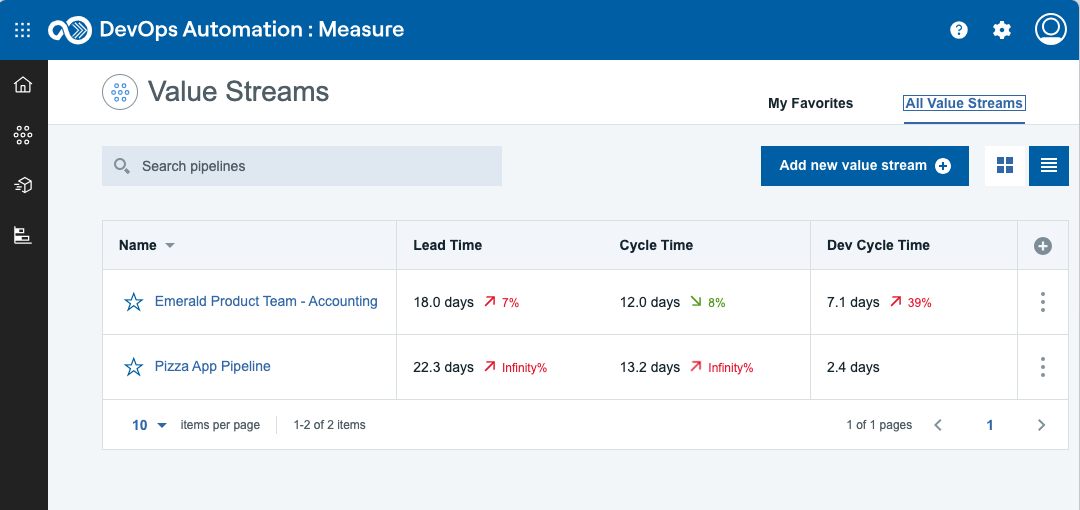 DevOps Automation : Measure
Value Streams
My Favorites
All Value Streams
Search pipelines
Add new value stream
Name
Lead Time
Cycle Time
Dev Cycle Time
Emerald Product Team - Accounting
18.0 days
7%
12.0 days
8%
7.1 days
39%
Pizza App Pipeline
22.3 days
Infinity%
13.2 days
Infinity%
2.4 days
10
items per page
1-2 of 2 items
1 of 1 pages
1